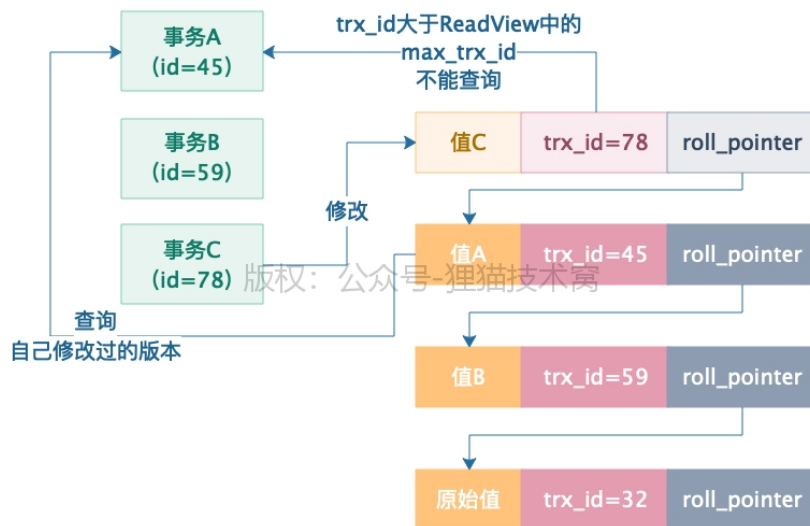 事务A
（id=45）
trx_id大于ReadView中的
max_trx_id
不能查询
事务B
（id=59）
值C trx_id=78 roll_pointer
修改
事务C
（id=78）
值A trx_id=45 roll_pointer
版权：公众号-狸猫技术窝
查询
自己修改过的版本
值B trx_id=59 roll_pointer
原始值 trx_id=32 roll_pointer